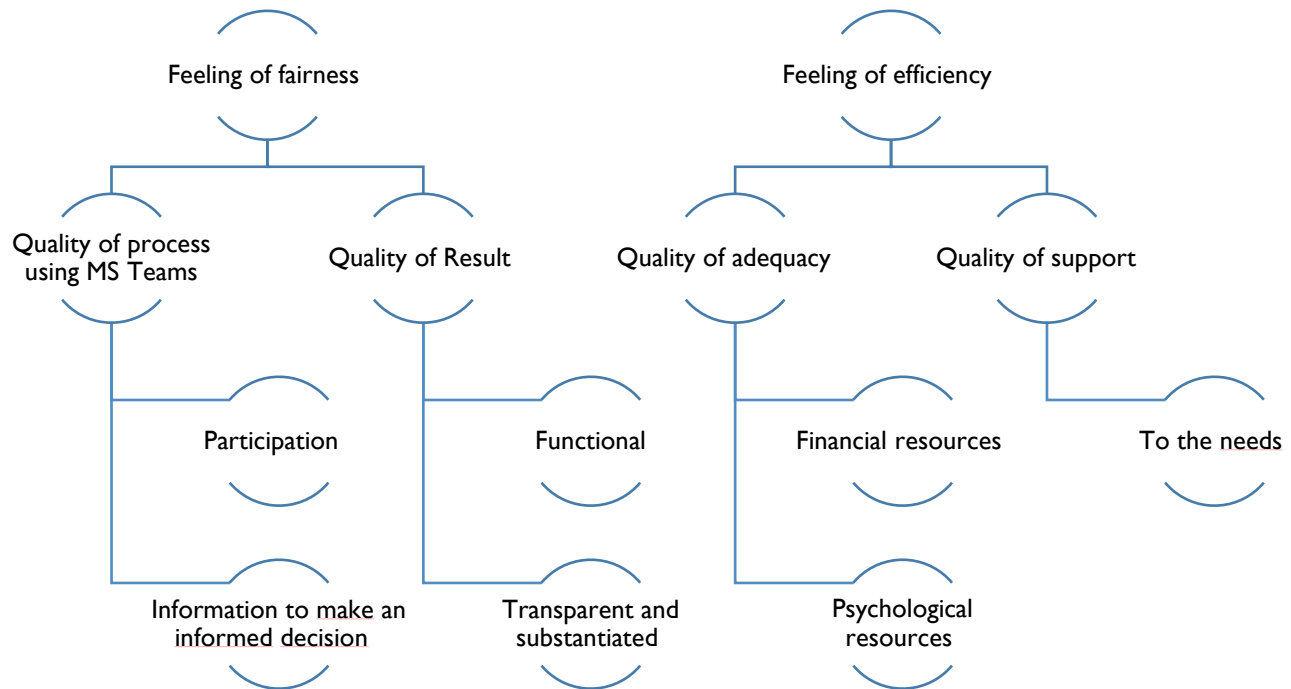 Feeling of fairness
Feeling of efficiency
Quality of process
using MS Teams
Quality of Result
Quality of adequacy
Quality of support
Participation
Functional
Financial resources
To the needs
Information to make an
informed decision
Transparent and
substantiated
Psychological
resources